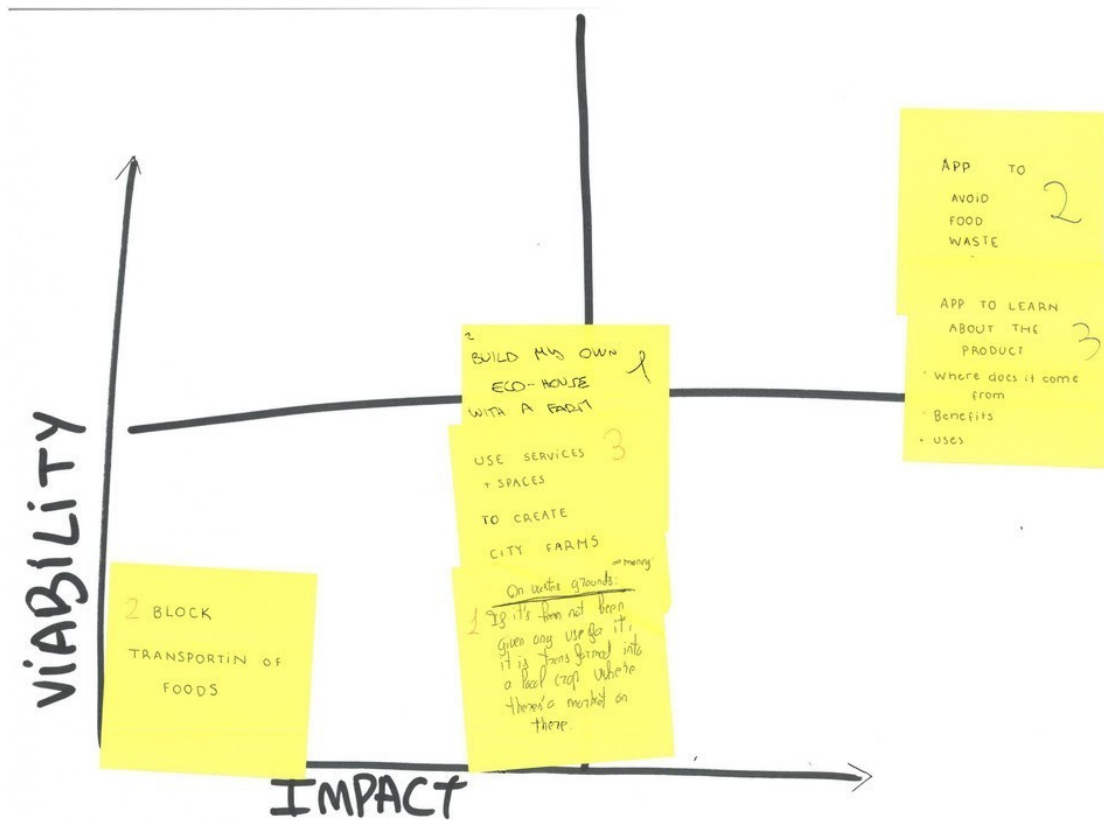 VIABILITY
IMPACT
APP TO
AVOID
FOOD
WASTE
2
APP TO LEARN
ABOUT THE
PRODUCT
3
· Where does it come
from
· Benefits
· USES
2
BUILD MY OWN
ECO-HOUSE
WITH A FARM
1
USE SERVICES 3
+ SPACES
TO CREATE
CITY FARMS
∞ money
On grounds:
1 If it's not been
given any use for it,
it is transformed into
a local crop where
there's a market on
there.
2 BLOCK
TRANSPORTIN OF
FOODS